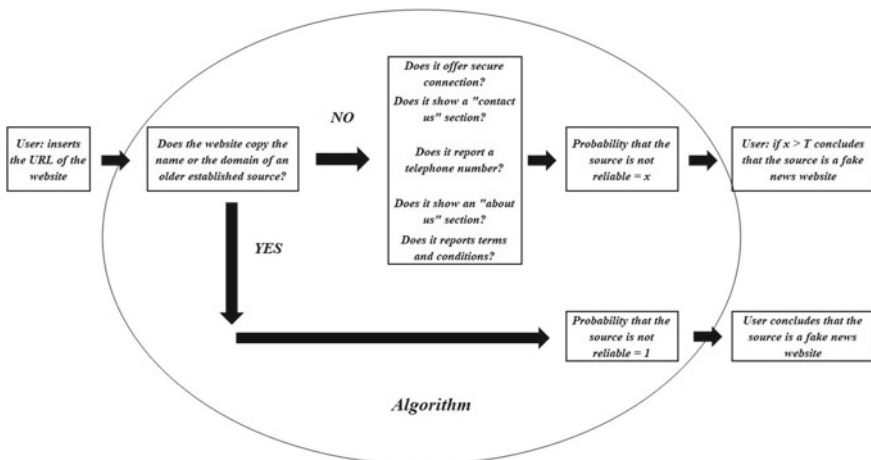 User: inserts
the URL of the
website
Does the website copy the
name or the domain of an
older established source?
NO
YES
Does it offer secure
connection?
Does it show a "contact
us" section?
Does it report a
telephone number?
Does it show an "about
us" section?
Does it reports terms
and conditions?
Probability that the
source is not
reliable = x
User: if x > T concludes
that the source is a fake
news website
Probability that the
source is not
reliable = 1
User concludes that the
source is a fake news
website
Algorithm